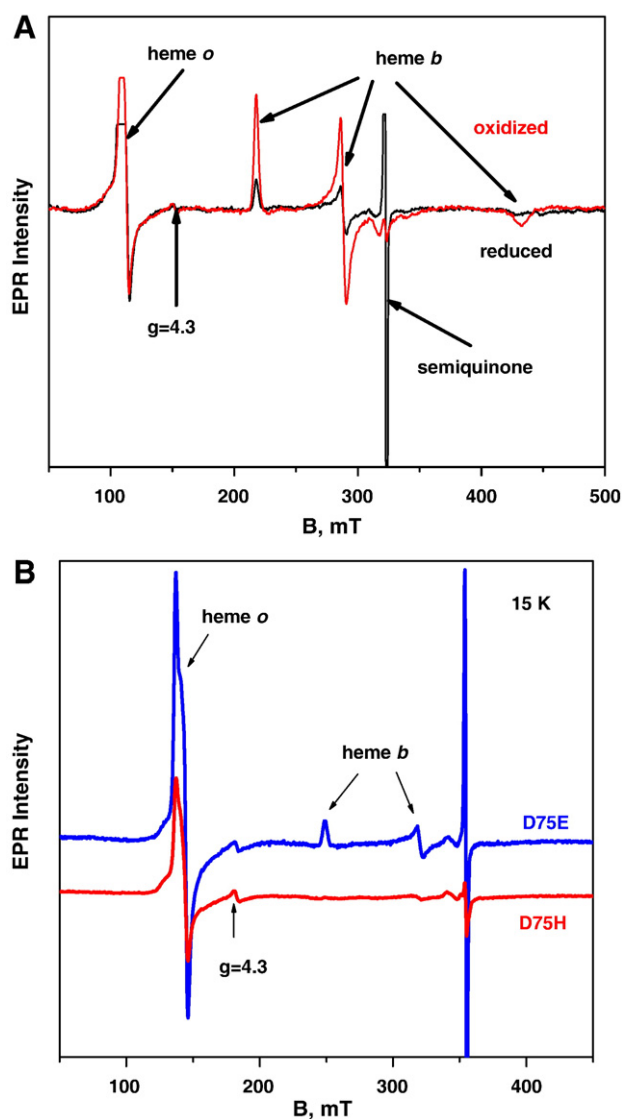 A
heme o
heme b
oxidized
reduced
g=4.3
semiquinone
EPR Intensity
100 200 300 400 500
B, mT
B
15 K
heme o
heme b
D75E
D75H
g=4.3
EPR Intensity
100 200 300 400
B, mT